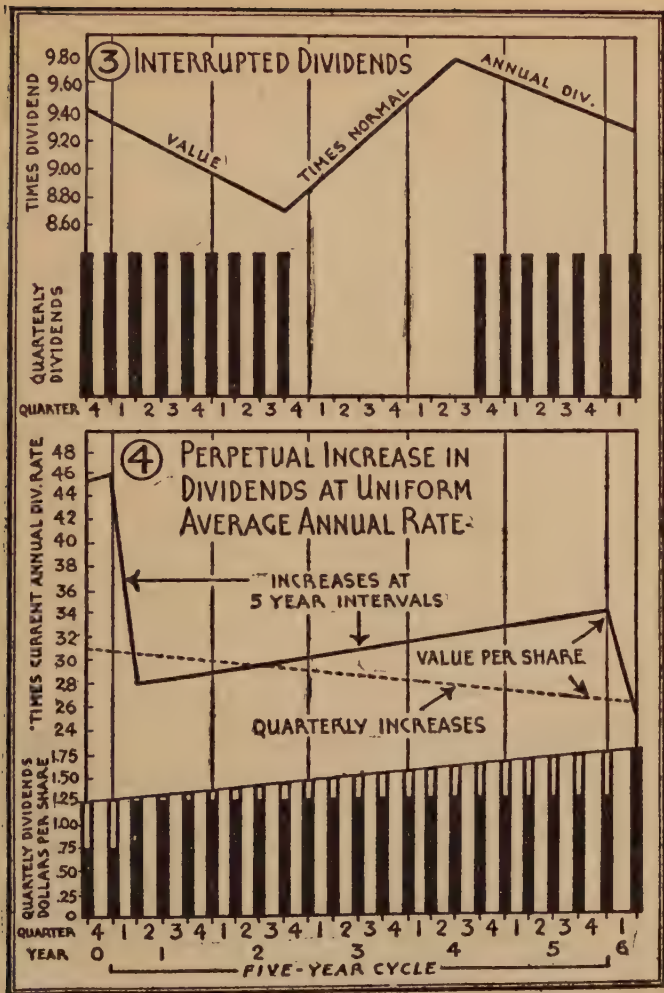 ③ INTERRUPTED DIVIDENDS
TIMES DIVIDEND
9.80
9.60
9.40
9.20
9.00
8.80
8.60
VALUE
TIMES NORMAL
ANNUAL DIV.
QUARTERLY
DIVIDENDS
QUARTER 4 1 2 3 4 1 2 3 4 1 2 3 4 1 2 3 4 1 2 3 4 1
④ PERPETUAL INCREASE IN
DIVIDENDS AT UNIFORM
AVERAGE ANNUAL RATE
TIMES CURRENT ANNUAL DIV. RATE
48
46
44
42
40
38
36
34
31
30
28
26
24
INCREASES AT
5 YEAR INTERVALS
VALUE PER SHARE
QUARTERLY INCREASES
QUARTELY DIVIDENDS
DOLLARS PER SHARE
1.75
1.50
1.25
1.00
.75
.50
.25
0
QUARTER 4 1 2 3 4 1 2 3 4 1 2 3 4 1 2 3 4 1 2 3 4 1
YEAR 0 1 2 3 4 5 6
FIVE-YEAR CYCLE